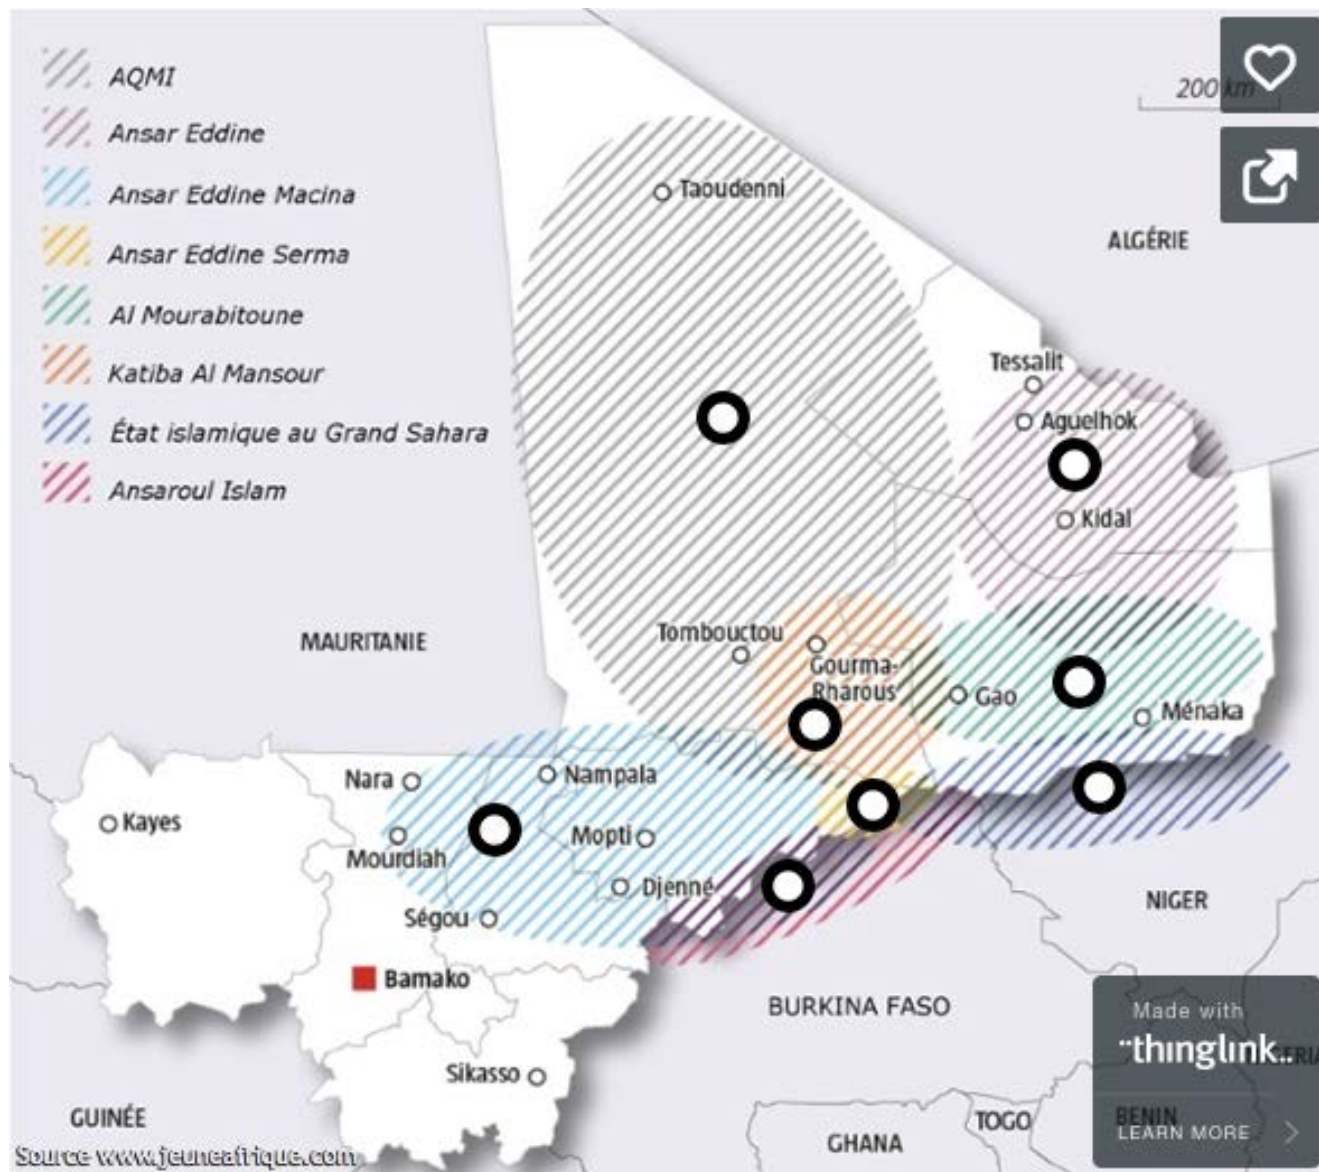 AQMI
Ansar Eddine
Ansar Eddine Macina
Ansar Eddine Serma
Al Mourabitoune
Katiba Al Mansour
État islamique au Grand Sahara
Ansaroul Islam
200 km
Taoudenni
ALGÉRIE
Tessalit
Aguelhok
Kidal
MAURITANIE
Tombouctou
Gourma-
Rharous
Gao
Ménaka
Nara
Nampala
Kayes
Mourdiah
Mopti
Djenné
Ségou
NIGER
Bamako
BURKINA FASO
Sikasso
GUINÉE
GHANA
TOGO
BENIN
Made with
thinglink..
LEARN MORE
Source www.jeuneafrique.com